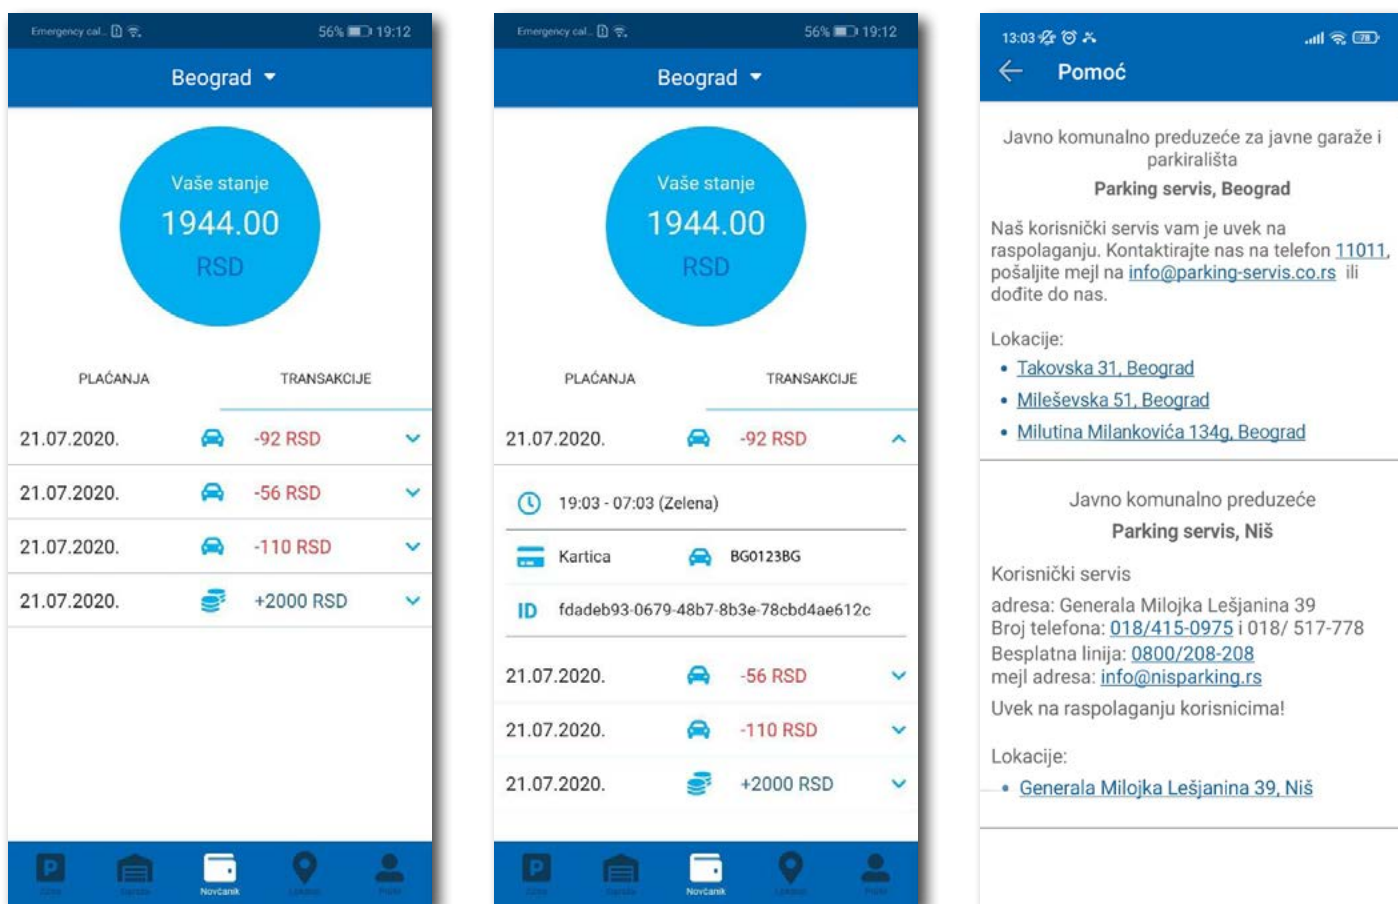 Emergency cal...
56% 19:12
Beograd
Vaše stanje
1944.00
RSD
PLAĆANJA TRANSAKCIJE
21.07.2020. -92 RSD
21.07.2020. -56 RSD
21.07.2020. -110 RSD
21.07.2020. +2000 RSD
P
Novčanik
Emergency cal...
56% 19:12
Beograd
Vaše stanje
1944.00
RSD
PLAĆANJA TRANSAKCIJE
21.07.2020. -92 RSD
19:03 - 07:03 (Zelena)
Kartica BG0123BG
ID fdadeb93-0679-48b7-8b3e-78cbd4ae612c
21.07.2020. -56 RSD
21.07.2020. -110 RSD
21.07.2020. +2000 RSD
P
Novčanik
13:03 78
Pomoć
Javno komunalno preduzeće za javne garaže i
parkirališta
Parking servis, Beograd
Naš korisnički servis vam je uvek na
raspolaganju. Kontaktirajte nas na telefon 11011,
pošaljite mejl na info@parking-servis.co.rs ili
dođite do nas.
Lokacije:
• Takovska 31, Beograd
• Mileševska 51, Beograd
• Milutina Milankovića 134g, Beograd
Javno komunalno preduzeće
Parking servis, Niš
Korisnički servis
adresa: Generala Milojka Lešjanina 39
Broj telefona: 018/415-0975 i 018/ 517-778
Besplatna linija: 0800/208-208
mejl adresa: info@nisparking.rs
Uvek na raspolaganju korisnicima!
Lokacije:
• Generala Milojka Lešjanina 39, Niš